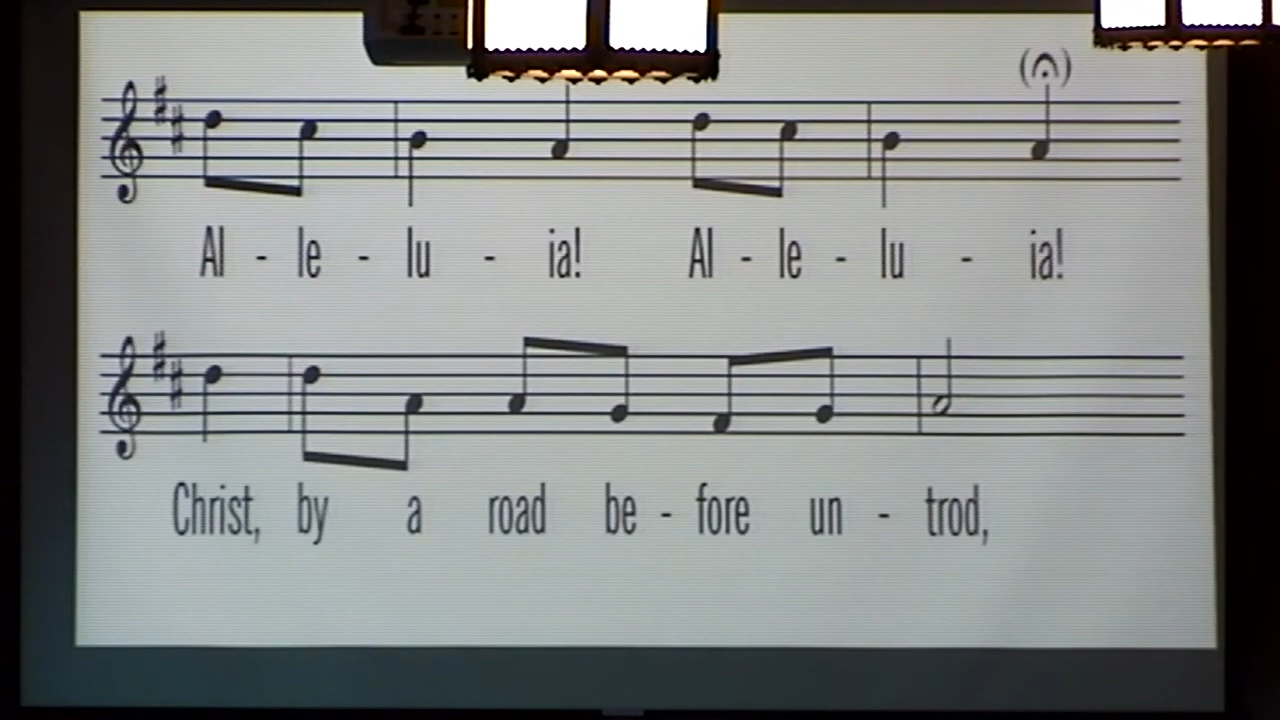 Al - le - lu - ia! Al - le - lu - ia!
Christ, by a road be - fore un - trod,